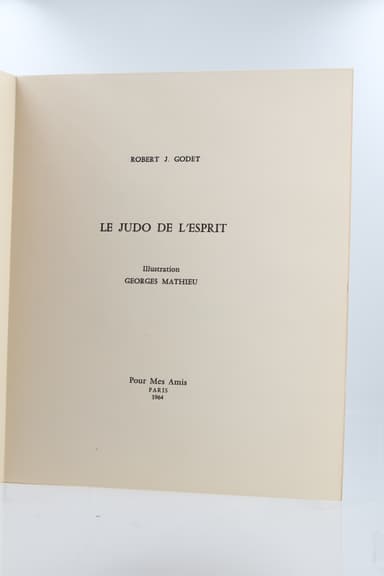 ROBERT J. GODET
LE JUDO DE L'ESPRIT
Illustration
GEORGES MATHIEU
Pour Mes Amis
PARIS
1964